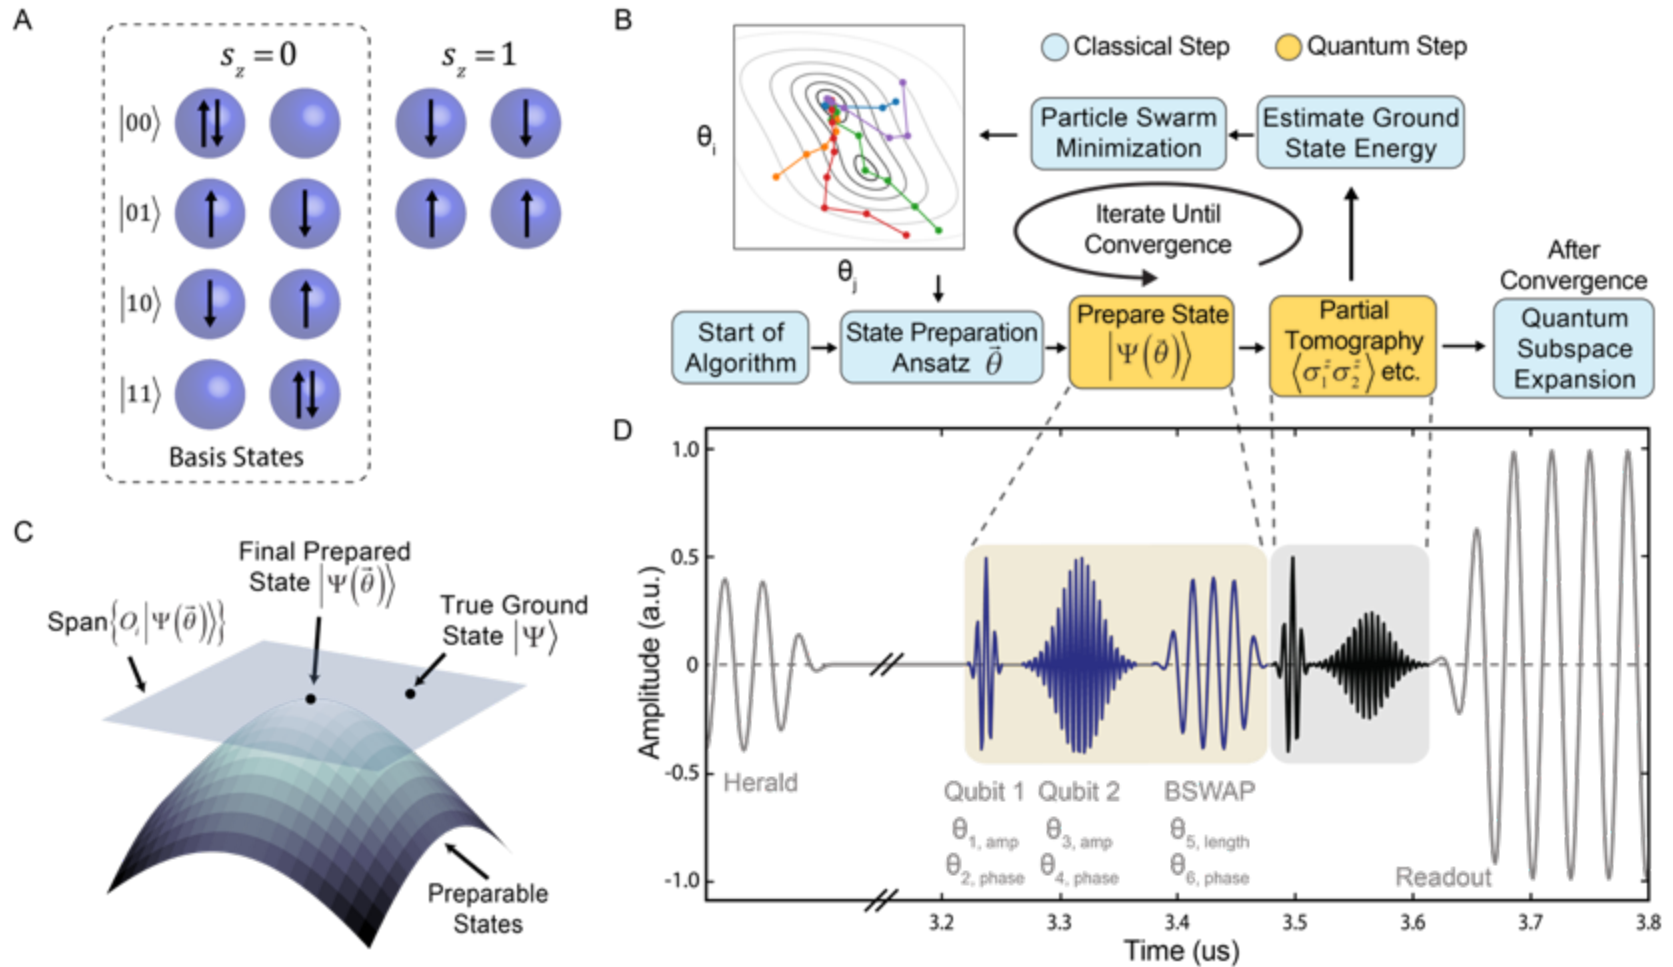 A
s_z = 0
s_z = 1
|00⟩
|01⟩
|10⟩
|11⟩
Basis States
B
Classical Step
Quantum Step
θ_i
θ_j
Particle Swarm
Minimization
Estimate Ground
State Energy
Iterate Until
Convergence
After
Convergence
Start of
Algorithm
State Preparation
Ansatz θ⃗
Prepare State
|Ψ(θ⃗)⟩
Partial
Tomography
⟨σ₁ᶻσ₂ᶻ⟩ etc.
Quantum
Subspace
Expansion
C
Final Prepared
State |Ψ(θ⃗)⟩
Span{O_i|Ψ(θ⃗)⟩}
True Ground
State |Ψ⟩
Preparable
States
D
Amplitude (a.u.)
1.0
0.5
0
-0.5
-1.0
Herald
Qubit 1
Qubit 2
BSWAP
θ_1, amp
θ_3, amp
θ_5, length
θ_2, phase
θ_4, phase
θ_6, phase
Readout
3.2
3.3
3.4
3.5
3.6
3.7
3.8
Time (us)